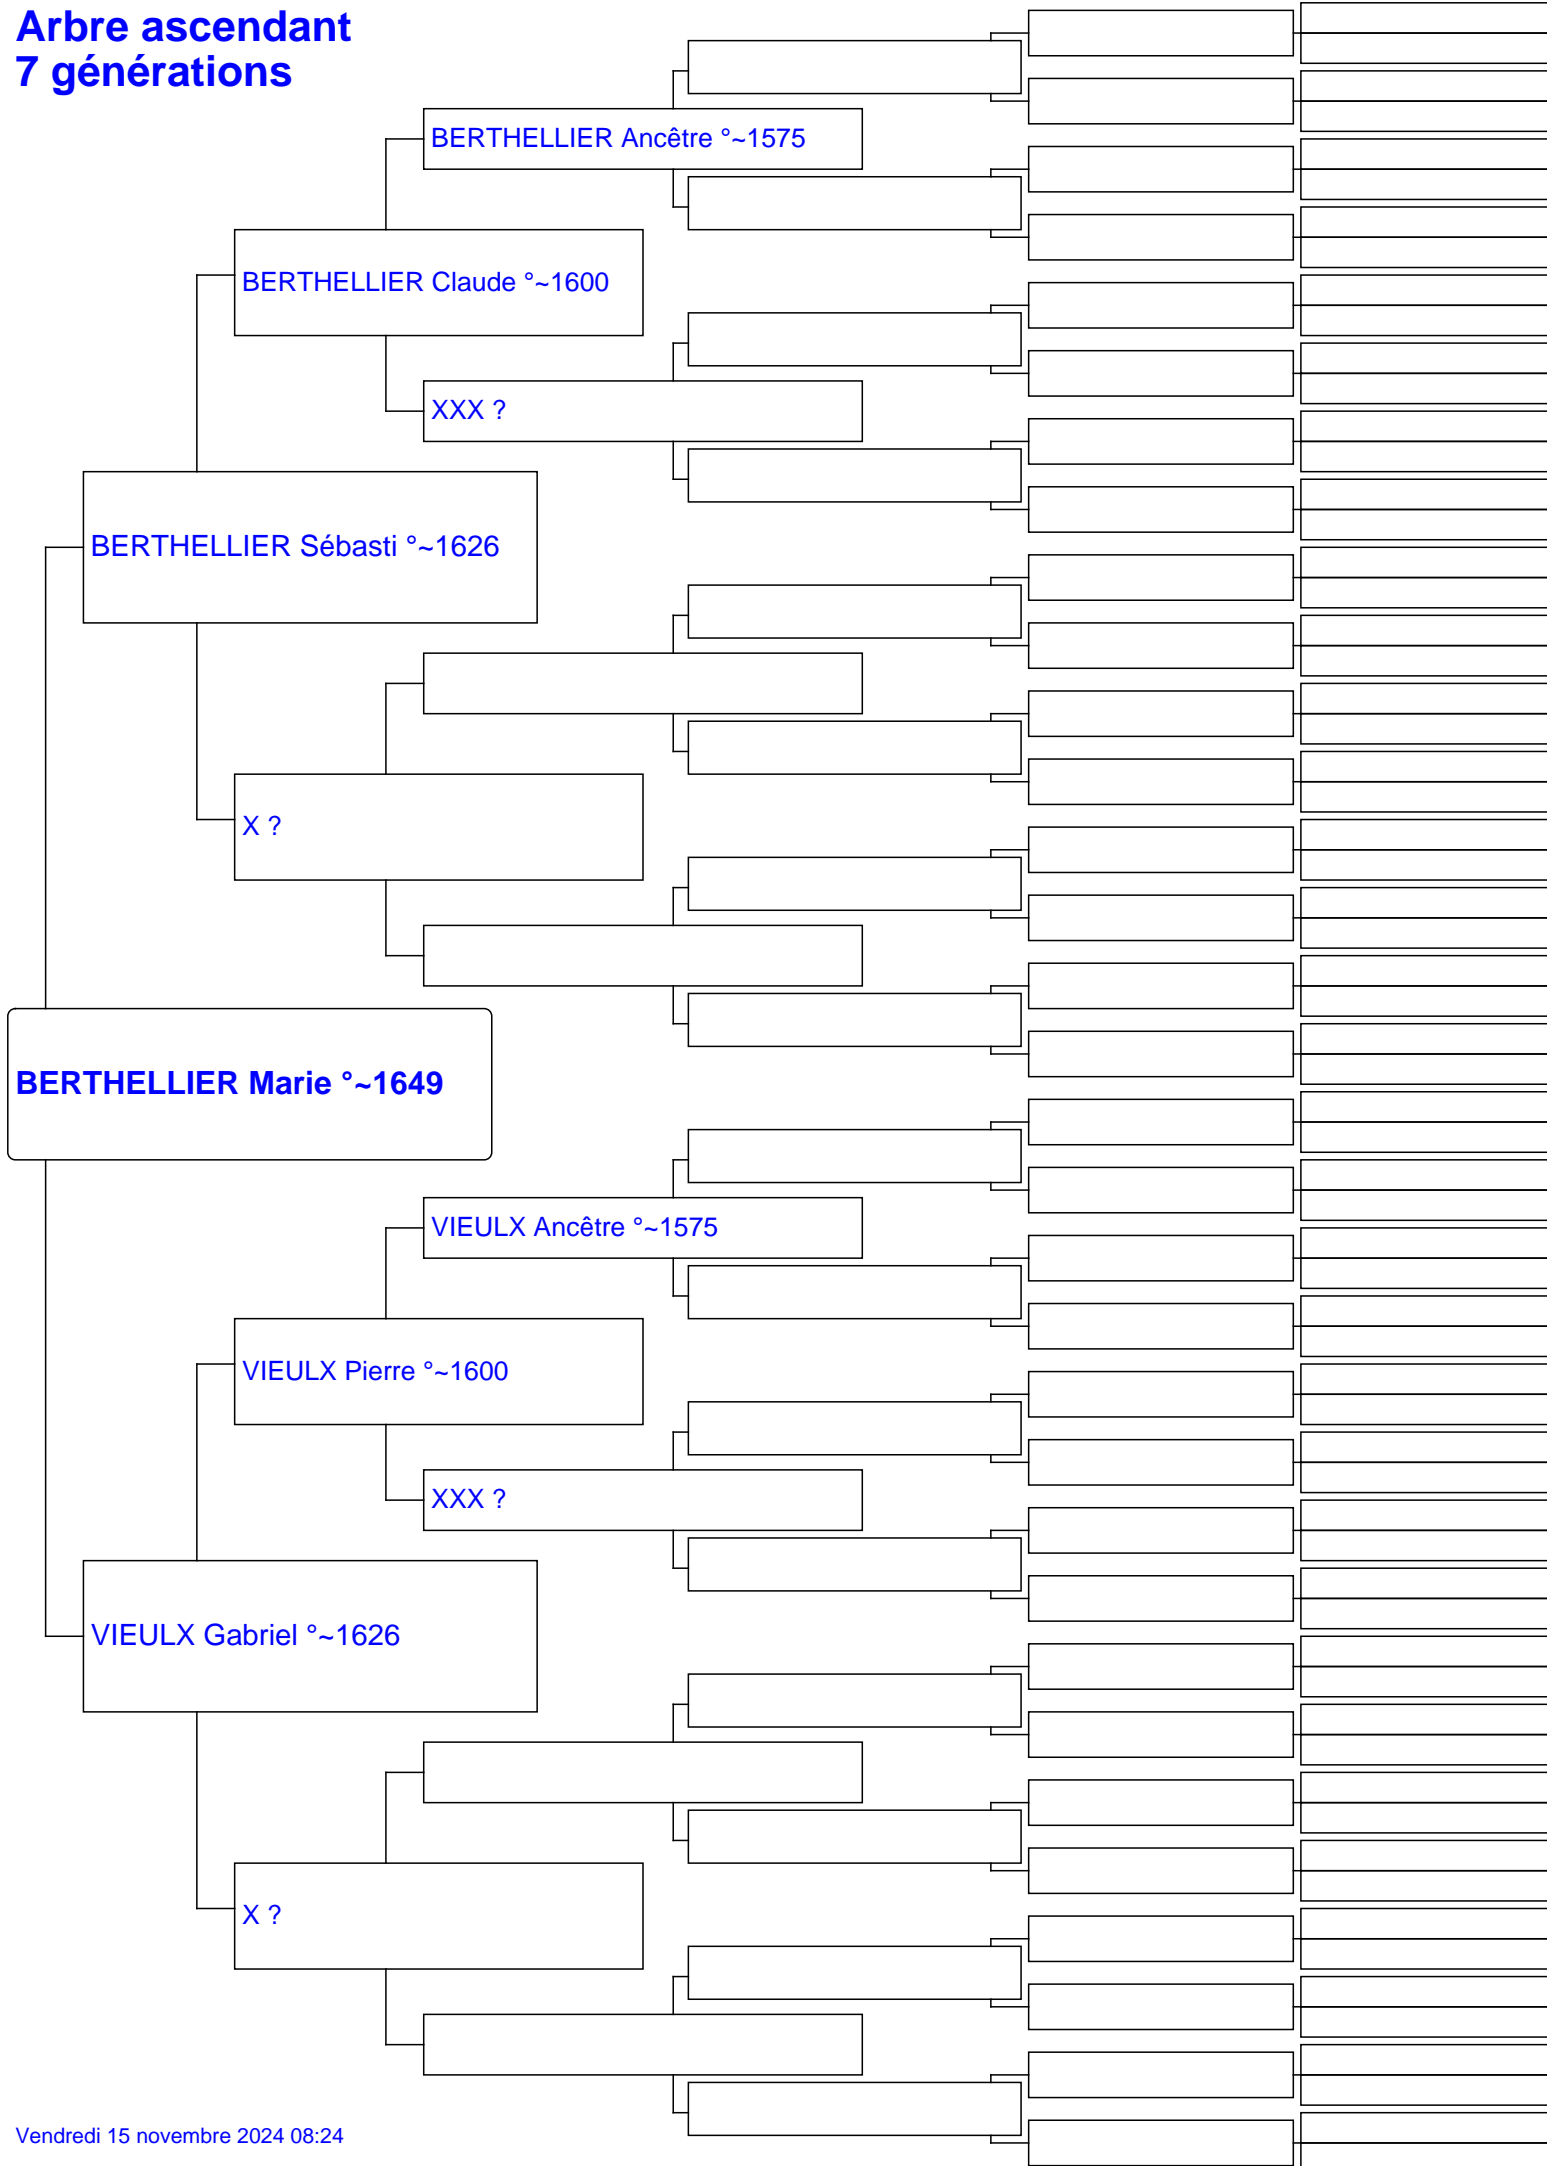 Arbre ascendant
7 générations
BERTHELLIER Ancêtre °~1575
BERTHELLIER Claude °~1600
XXX ?
BERTHELLIER Sébasti °~1626
X ?
BERTHELLIER Marie °~1649
VIEULX Ancêtre °~1575
VIEULX Pierre °~1600
XXX ?
VIEULX Gabriel °~1626
X ?
Vendredi 15 novembre 2024 08:24